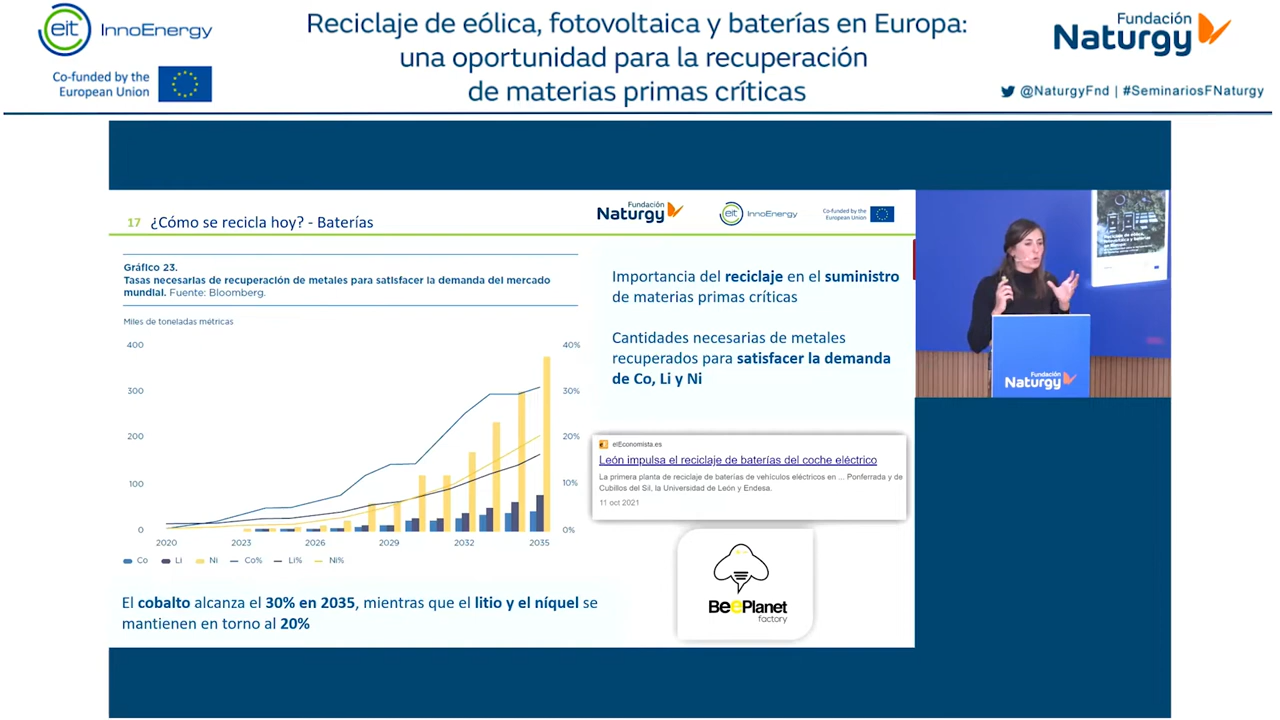 eit InnoEnergy
Co-funded by the
European Union
Reciclaje de eólica, fotovoltaica y baterías en Europa:
una oportunidad para la recuperación
de materias primas críticas
Fundación
Naturgy
@NaturgyFnd | #SeminariosFNaturgy
17 ¿Cómo se recicla hoy? - Baterías
Fundación
Naturgy
eit InnoEnergy
Co-funded by the
European Union
Gráfico 23.
Tasas necesarias de recuperación de metales para satisfacer la demanda del mercado
mundial. Fuente: Bloomberg.
Miles de toneladas métricas
400 40%
300 30%
200 20%
100 10%
0 0%
2020 2023 2026 2029 2032 2035
Co Li Ni Co% Li% Ni%
El cobalto alcanza el 30% en 2035, mientras que el litio y el níquel se
mantienen en torno al 20%
Importancia del reciclaje en el suministro
de materias primas críticas
Cantidades necesarias de metales
recuperados para satisfacer la demanda
de Co, Li y Ni
elEconomista.es
León impulsa el reciclaje de baterías del coche eléctrico
La primera planta de reciclaje de baterías de vehículos eléctricos en ... Ponferrada y de
Cubillos del Sil, la Universidad de León y Endesa.
11 oct 2021
BeePlanet
factory
Reciclaje de eólica,
fotovoltaica y baterías
en Europa:
Fundación
Naturgy